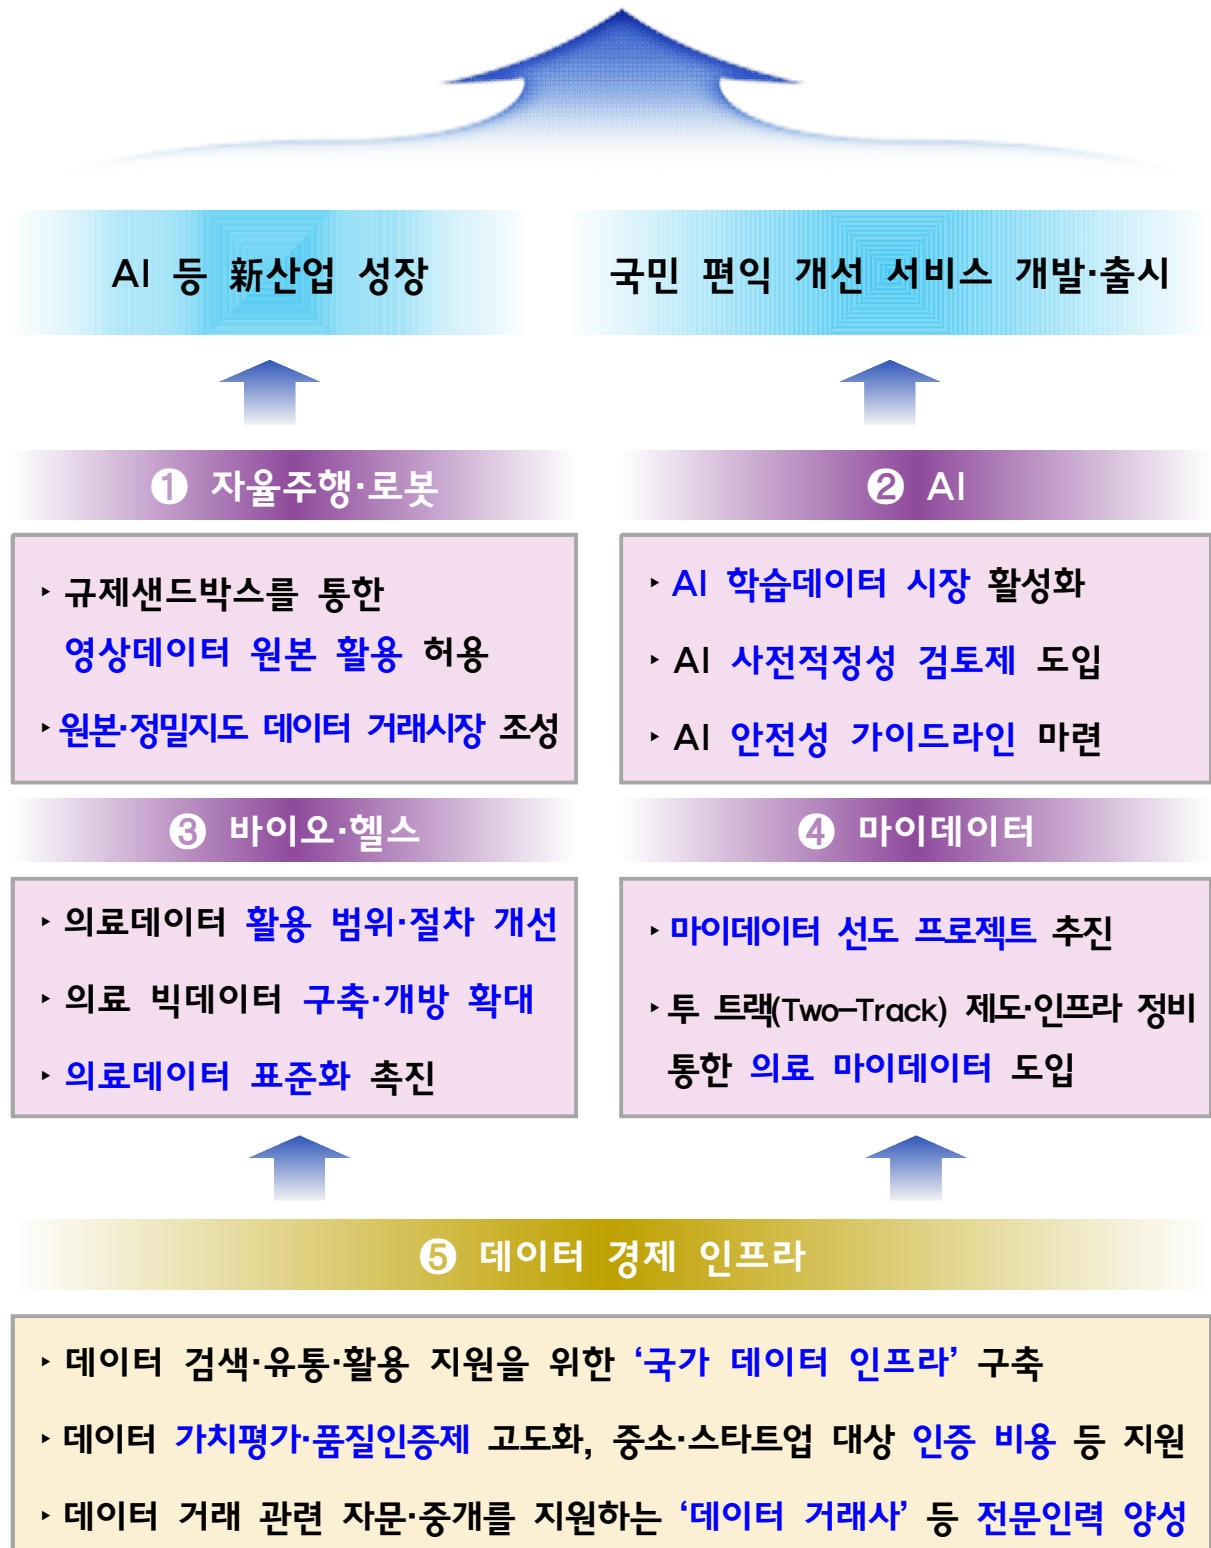 AI 등 新산업 성장
국민 편익 개선 서비스 개발·출시
❶ 자율주행·로봇
‣ 규제샌드박스를 통한
영상데이터 원본 활용 허용
‣ 원본·정밀지도 데이터 거래시장 조성
❷ AI
‣ AI 학습데이터 시장 활성화
‣ AI 사전적정성 검토제 도입
‣ AI 안전성 가이드라인 마련
❸ 바이오·헬스
‣ 의료데이터 활용 범위·절차 개선
‣ 의료 빅데이터 구축·개방 확대
‣ 의료데이터 표준화 촉진
❹ 마이데이터
‣ 마이데이터 선도 프로젝트 추진
‣ 투 트랙(Two-Track) 제도·인프라 정비
통한 의료 마이데이터 도입
❺ 데이터 경제 인프라
‣ 데이터 검색·유통·활용 지원을 위한 ‘국가 데이터 인프라’ 구축
‣ 데이터 가치평가·품질인증제 고도화, 중소·스타트업 대상 인증 비용 등 지원
‣ 데이터 거래 관련 자문·중개를 지원하는 ‘데이터 거래사’ 등 전문인력 양성